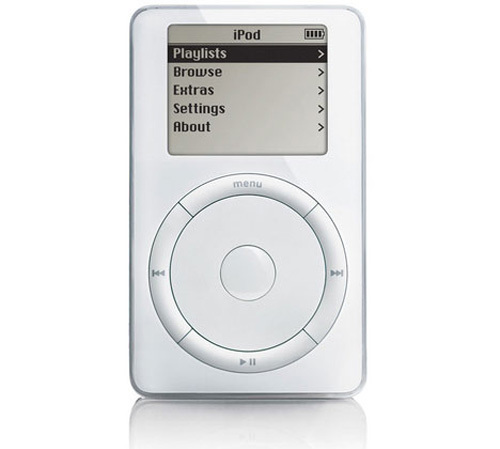 iPod
Playlists >
Browse >
Extras >
Settings >
About >
menu